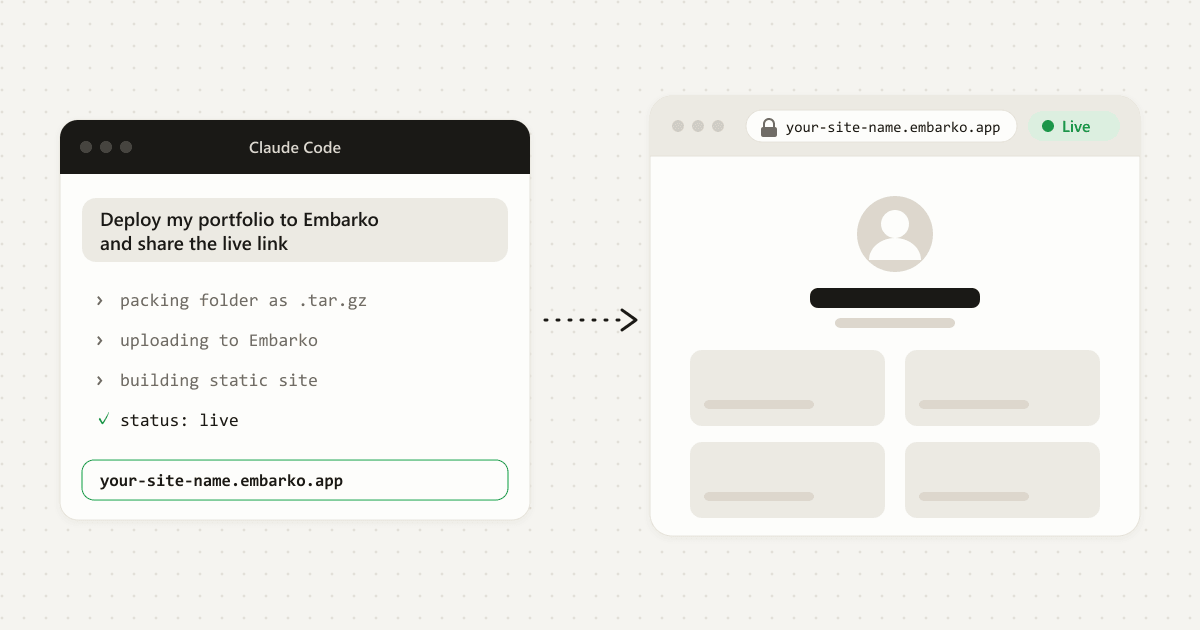 Claude Code
Deploy my portfolio to Embarko
and share the live link
› packing folder as .tar.gz
› uploading to Embarko
› building static site
✓ status: live
your-site-name.embarko.app
your-site-name.embarko.app
Live